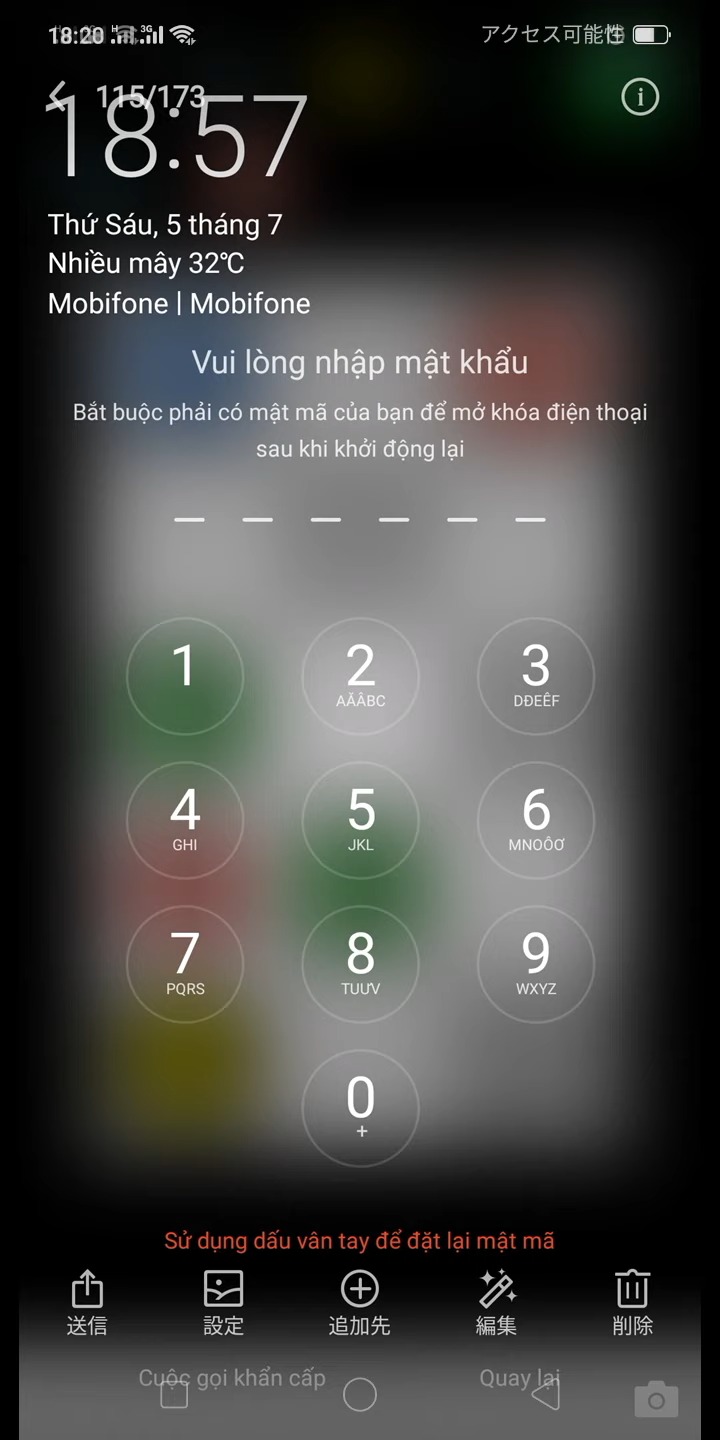 18:20
アクセス可能性
115/173
18:57
Thứ Sáu, 5 tháng 7
Nhiều mây 32℃
Mobifone | Mobifone
Vui lòng nhập mật khẩu
Bắt buộc phải có mật mã của bạn để mở khóa điện thoại
sau khi khởi động lại
1 2 3
AĂÂBC DĐEÊF
4 5 6
GHI JKL MNOÔƠ
7 8 9
PQRS TUƯV WXYZ
0
+
Sử dụng dấu vân tay để đặt lại mật mã
送信 設定 追加先 編集 削除
Cuộc gọi khẩn cấp Quay lại